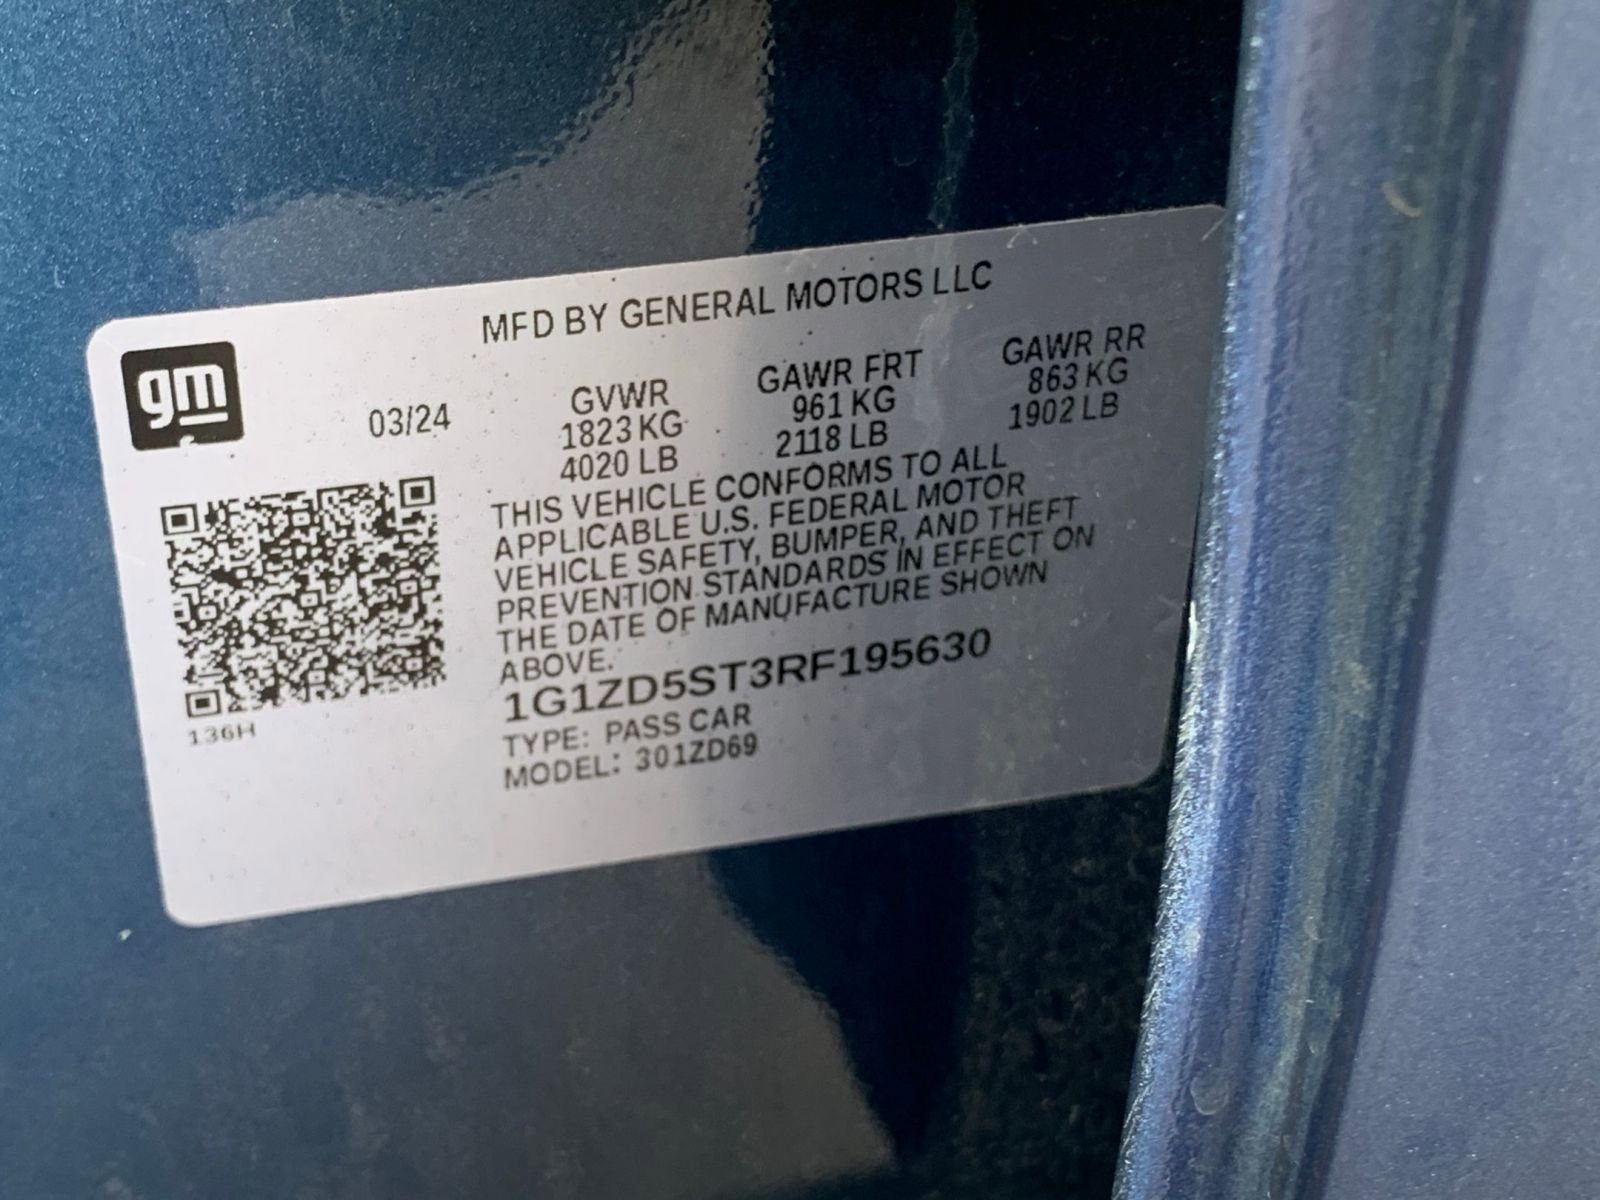 MFD BY GENERAL MOTORS LLC
gm
03/24
GVWR
1823 KG
4020 LB
GAWR FRT
961 KG
2118 LB
GAWR RR
863 KG
1902 LB
THIS VEHICLE CONFORMS TO ALL
APPLICABLE U.S. FEDERAL MOTOR
VEHICLE SAFETY, BUMPER, AND THEFT
PREVENTION STANDARDS IN EFFECT ON
THE DATE OF MANUFACTURE SHOWN
ABOVE.
1G1ZD5ST3RF195630
TYPE: PASS CAR
MODEL: 301ZD69
136H